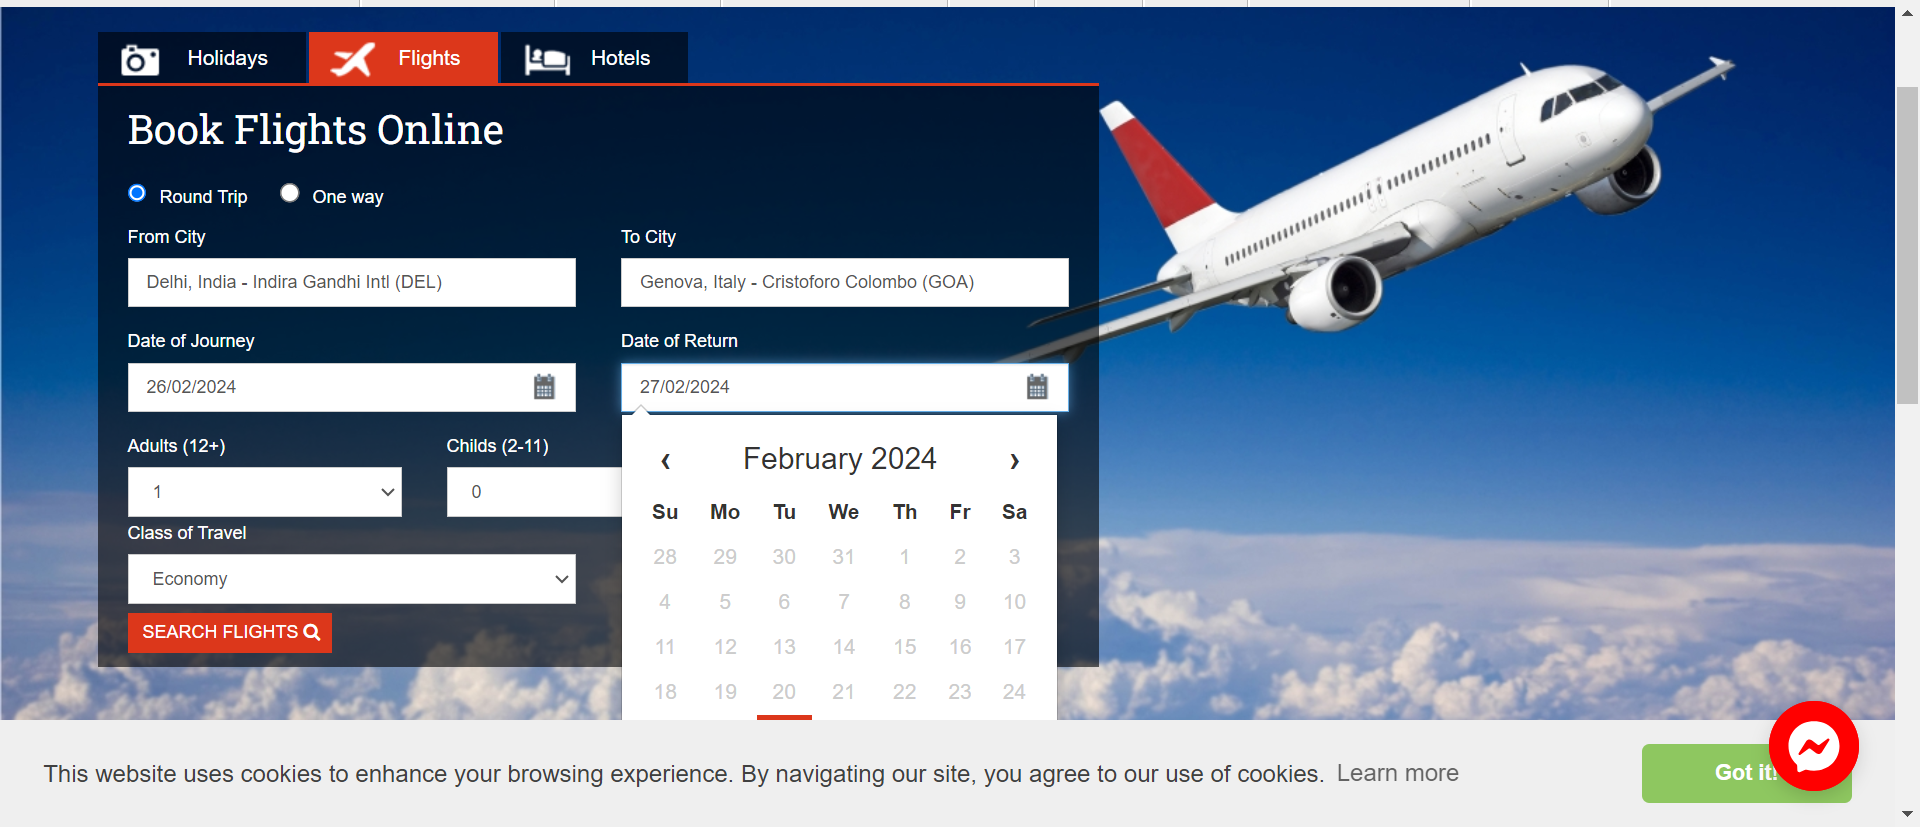 Holidays
Flights
Hotels
Book Flights Online
Round Trip
One way
From City
To City
Delhi, India - Indira Gandhi Intl (DEL)
Genova, Italy - Cristoforo Colombo (GOA)
Date of Journey
Date of Return
26/02/2024
27/02/2024
Adults (12+)
Childs (2-11)
1
0
Class of Travel
Economy
SEARCH FLIGHTS
‹ February 2024 ›
Su Mo Tu We Th Fr Sa
28 29 30 31 1 2 3
4 5 6 7 8 9 10
11 12 13 14 15 16 17
18 19 20 21 22 23 24
This website uses cookies to enhance your browsing experience. By navigating our site, you agree to our use of cookies. Learn more
Got it!